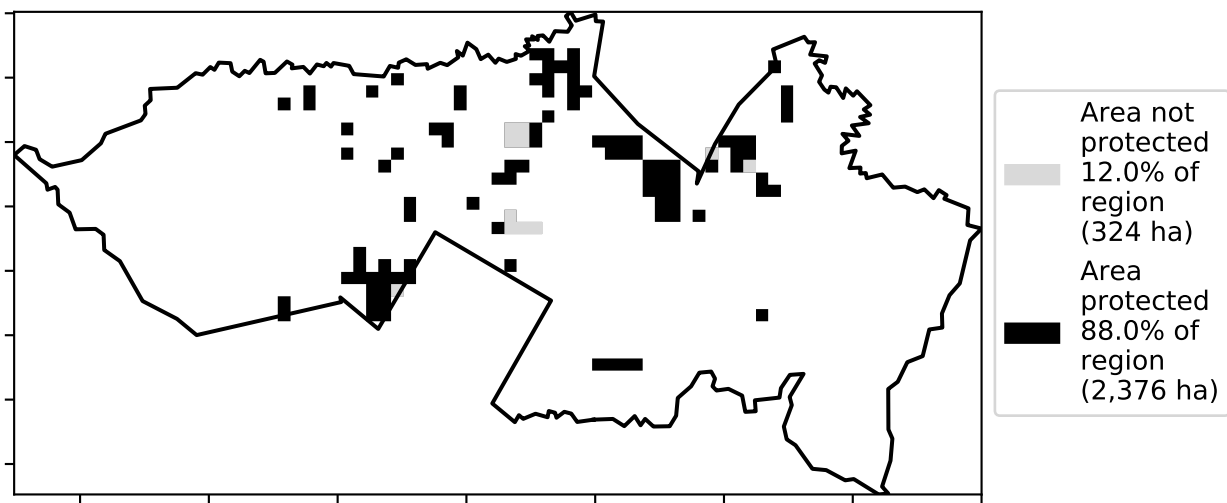 Area not
protected
12.0% of
region
(324 ha)
Area
protected
88.0% of
region
(2,376 ha)